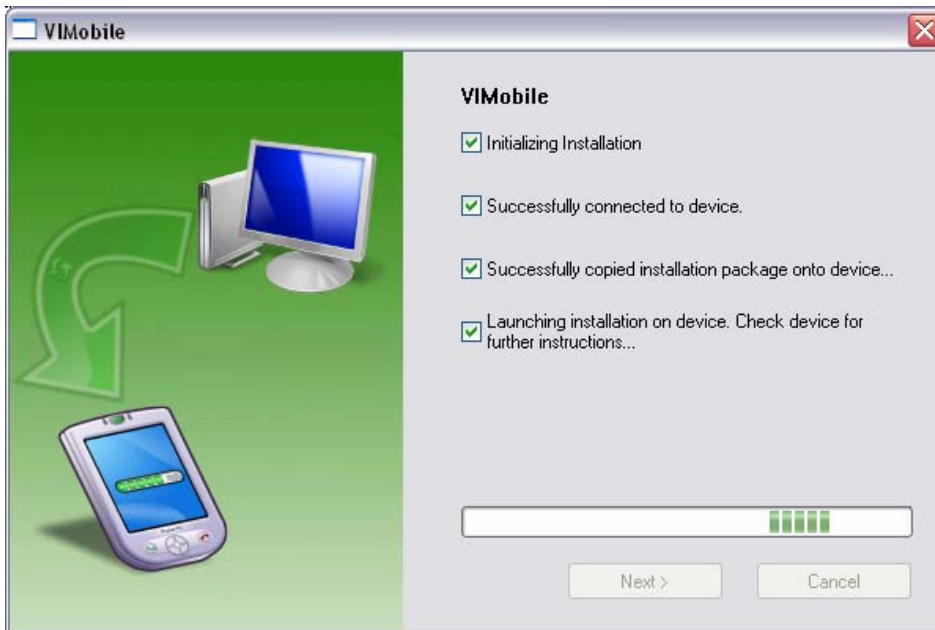 VIMobile
VIMobile
Initializing Installation
Successfully connected to device.
Successfully copied installation package onto device...
Launching installation on device. Check device for
further instructions...
Next >
Cancel